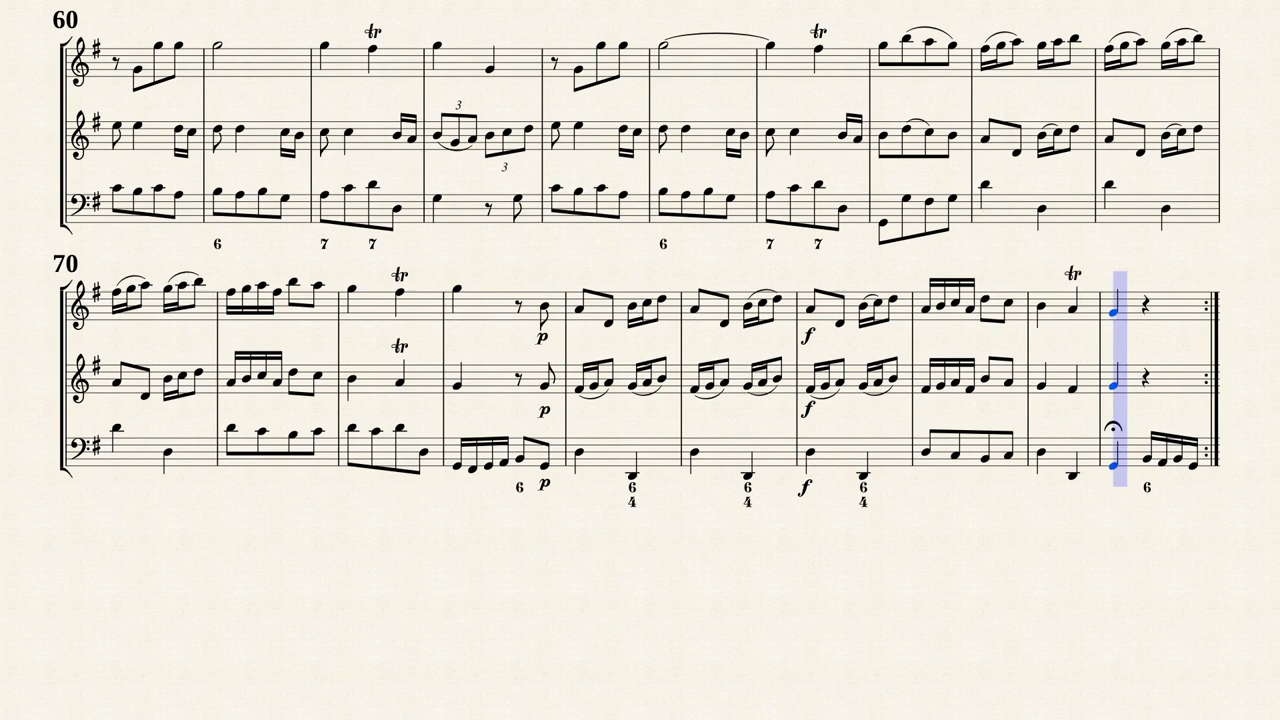 60
tr tr
3
3
6 7 7 6 7 7
70
tr tr
p f
tr
p f
6 p 6 6 f 6 6
4 4 4